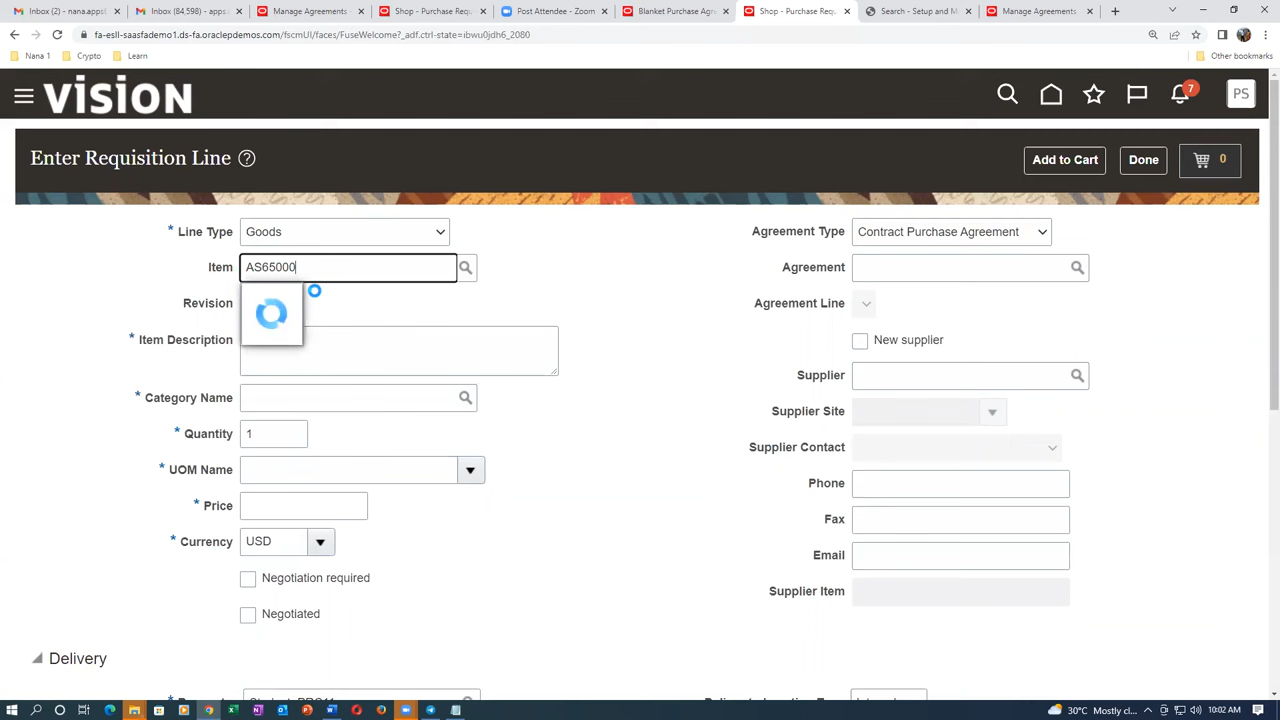 Inbox (54) - nana.apps@
Inbox (84,598) - apps.n
Manage Agreements
Shop - Purchase Requ
Post Attendee - Zoom
Blanket Purchase Agre
Shop - Purchase Requ
Search - Setup and M
Manage Agreements
fa-esll-saasfademo1.ds-fa.oraclepdemos.com/fscmUI/faces/FuseWelcome?_adf.ctrl-state=ibwu0jdh6_2080
Nana 1
Crypto
Learn
Other bookmarks
VISION
7
PS
Enter Requisition Line
Add to Cart
Done
0
* Line Type
Goods
Agreement Type
Contract Purchase Agreement
Item
AS65000
Agreement
Revision
Agreement Line
* Item Description
New supplier
Supplier
* Category Name
Supplier Site
* Quantity
1
Supplier Contact
* UOM Name
Phone
* Price
Fax
* Currency
USD
Email
Negotiation required
Supplier Item
Negotiated
Delivery
30°C Mostly cl...
10:02 AM